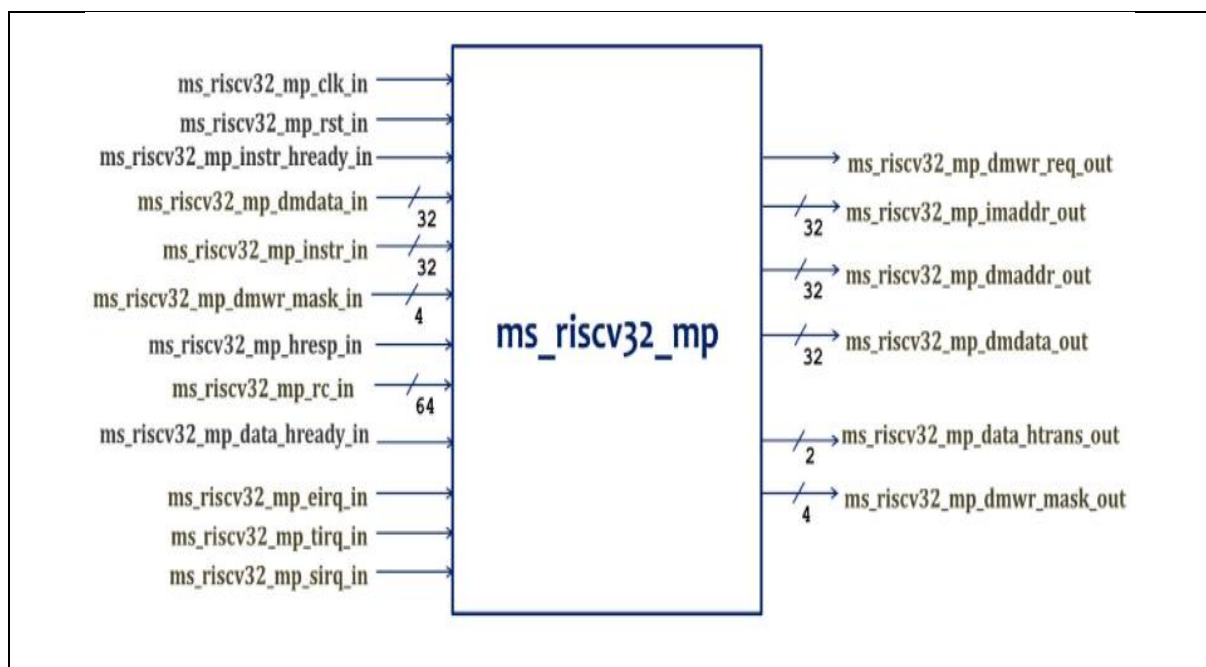 ms_riscv32_mp_clk_in
ms_riscv32_mp_rst_in
ms_riscv32_mp_instr_hready_in
ms_riscv32_mp_dmdata_in
32
ms_riscv32_mp_instr_in
32
ms_riscv32_mp_dmwr_mask_in
4
ms_riscv32_mp_hresp_in
ms_riscv32_mp_rc_in
64
ms_riscv32_mp_data_hready_in
ms_riscv32_mp_eirq_in
ms_riscv32_mp_tirq_in
ms_riscv32_mp_sirq_in
ms_riscv32_mp
ms_riscv32_mp_dmwr_req_out
ms_riscv32_mp_imaddr_out
32
ms_riscv32_mp_dmaddr_out
32
ms_riscv32_mp_dmdata_out
32
ms_riscv32_mp_data_htrans_out
2
ms_riscv32_mp_dmwr_mask_out
4